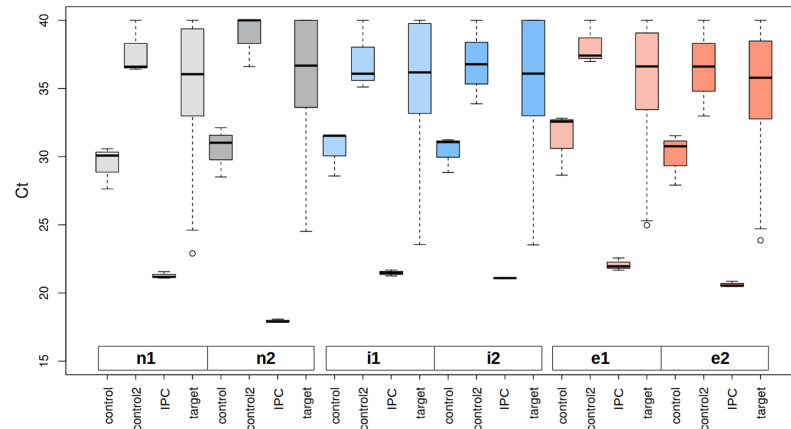 40
35
30
25
20
15
Ct
n1 n2 i1 i2 e1 e2
control control2 IPC target control control2 IPC target control control2 IPC target control control2 IPC target control control2 IPC target control control2 IPC target